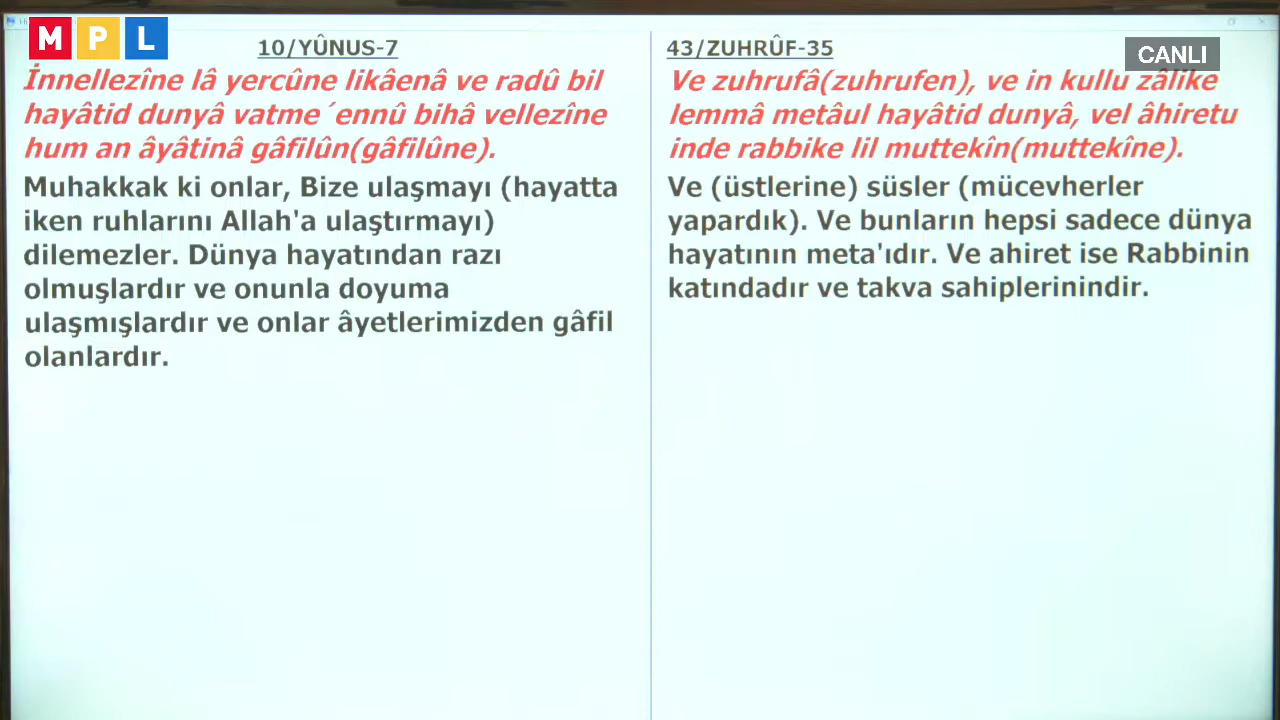 MPL
CANLI
10/YÛNUS-7
İnnellezîne lâ yercûne likâenâ ve radû bil
hayâtid dunyâ vatme´ennû bihâ vellezîne
hum an âyâtinâ gâfilûn(gâfilûne).
Muhakkak ki onlar, Bize ulaşmayı (hayatta
iken ruhlarını Allah'a ulaştırmayı)
dilemezler. Dünya hayatından razı
olmuşlardır ve onunla doyuma
ulaşmışlardır ve onlar âyetlerimizden gâfil
olanlardır.
43/ZUHRÛF-35
Ve zuhrufâ(zuhrufen), ve in kullu zâlike
lemmâ metâul hayâtid dunyâ, vel âhiretu
inde rabbike lil muttekîn(muttekîne).
Ve (üstlerine) süsler (mücevherler
yapardık). Ve bunların hepsi sadece dünya
hayatının meta'ıdır. Ve ahiret ise Rabbinin
katındadır ve takva sahiplerinindir.